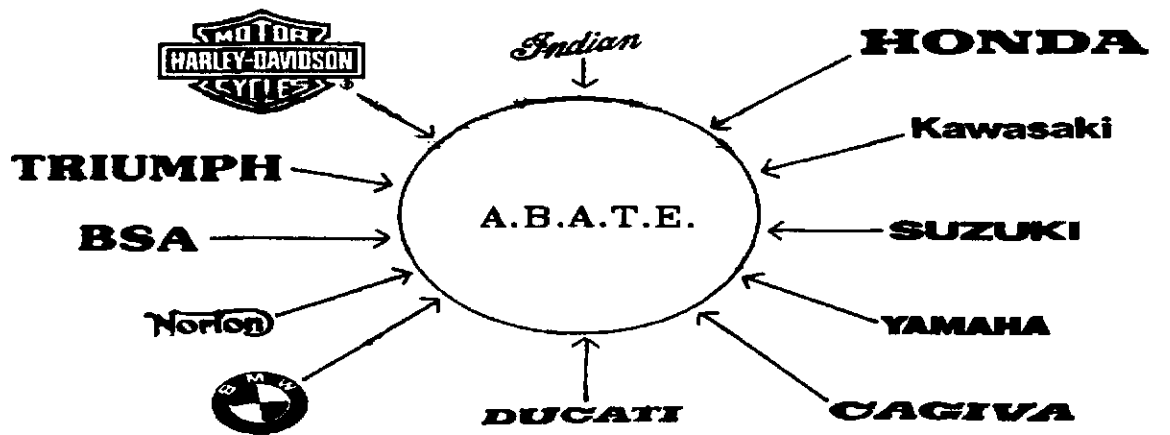 MOTOR
HARLEY-DAVIDSON
CYCLES
®
Indian
HONDA
Kawasaki
TRIUMPH
A.B.A.T.E.
BSA
SUZUKI
Norton
YAMAHA
BMW
DUCATI
CAGIVA